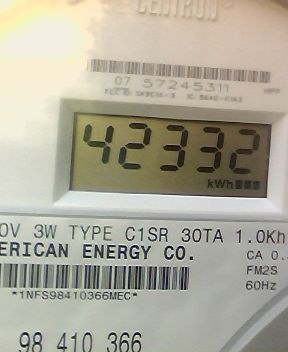 CENTRON
07 57245311
42332
kWh
0V 3W TYPE C1SR 30TA 1.0Kh
ERICAN ENERGY CO.
CA 0.
FM2S
*1NFS98410366MEC*
60Hz
98 410 366